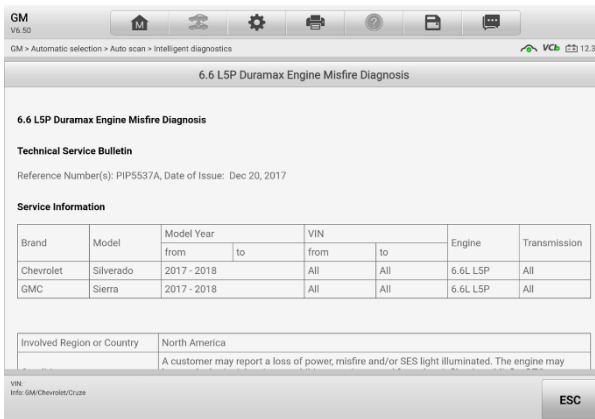 GM
V6.50
M
?
GM > Automatic selection > Auto scan > Intelligent diagnostics
VCI 12.3
6.6 L5P Duramax Engine Misfire Diagnosis
6.6 L5P Duramax Engine Misfire Diagnosis
Technical Service Bulletin
Reference Number(s): PIP5537A, Date of Issue: Dec 20, 2017
Service Information
Brand Model Model Year VIN Engine Transmission
from to from to
Chevrolet Silverado 2017 - 2018 All All 6.6L L5P All
GMC Sierra 2017 - 2018 All All 6.6L L5P All
Involved Region or Country North America
A customer may report a loss of power, misfire and/or SES light illuminated. The engine may
VIN:
Info: GM/Chevrolet/Cruze
ESC